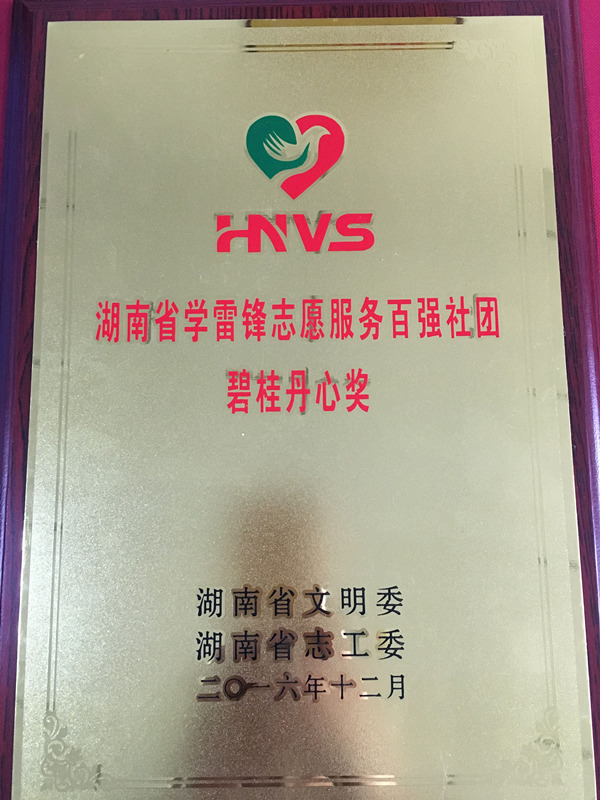 HNVS
湖南省学雷锋志愿服务百强社团
碧桂丹心奖
湖南省文明委
湖南省志工委
二〇一六年十二月